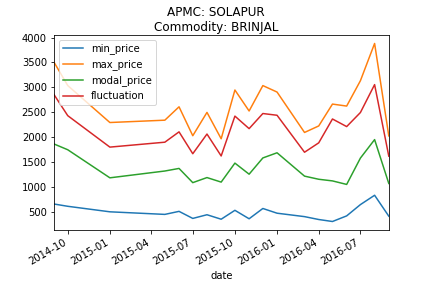 APMC: SOLAPUR
Commodity: BRINJAL
min_price
max_price
modal_price
fluctuation
4000
3500
3000
2500
2000
1500
1000
500
2014-10
2015-01
2015-04
2015-07
2015-10
2016-01
2016-04
2016-07
date